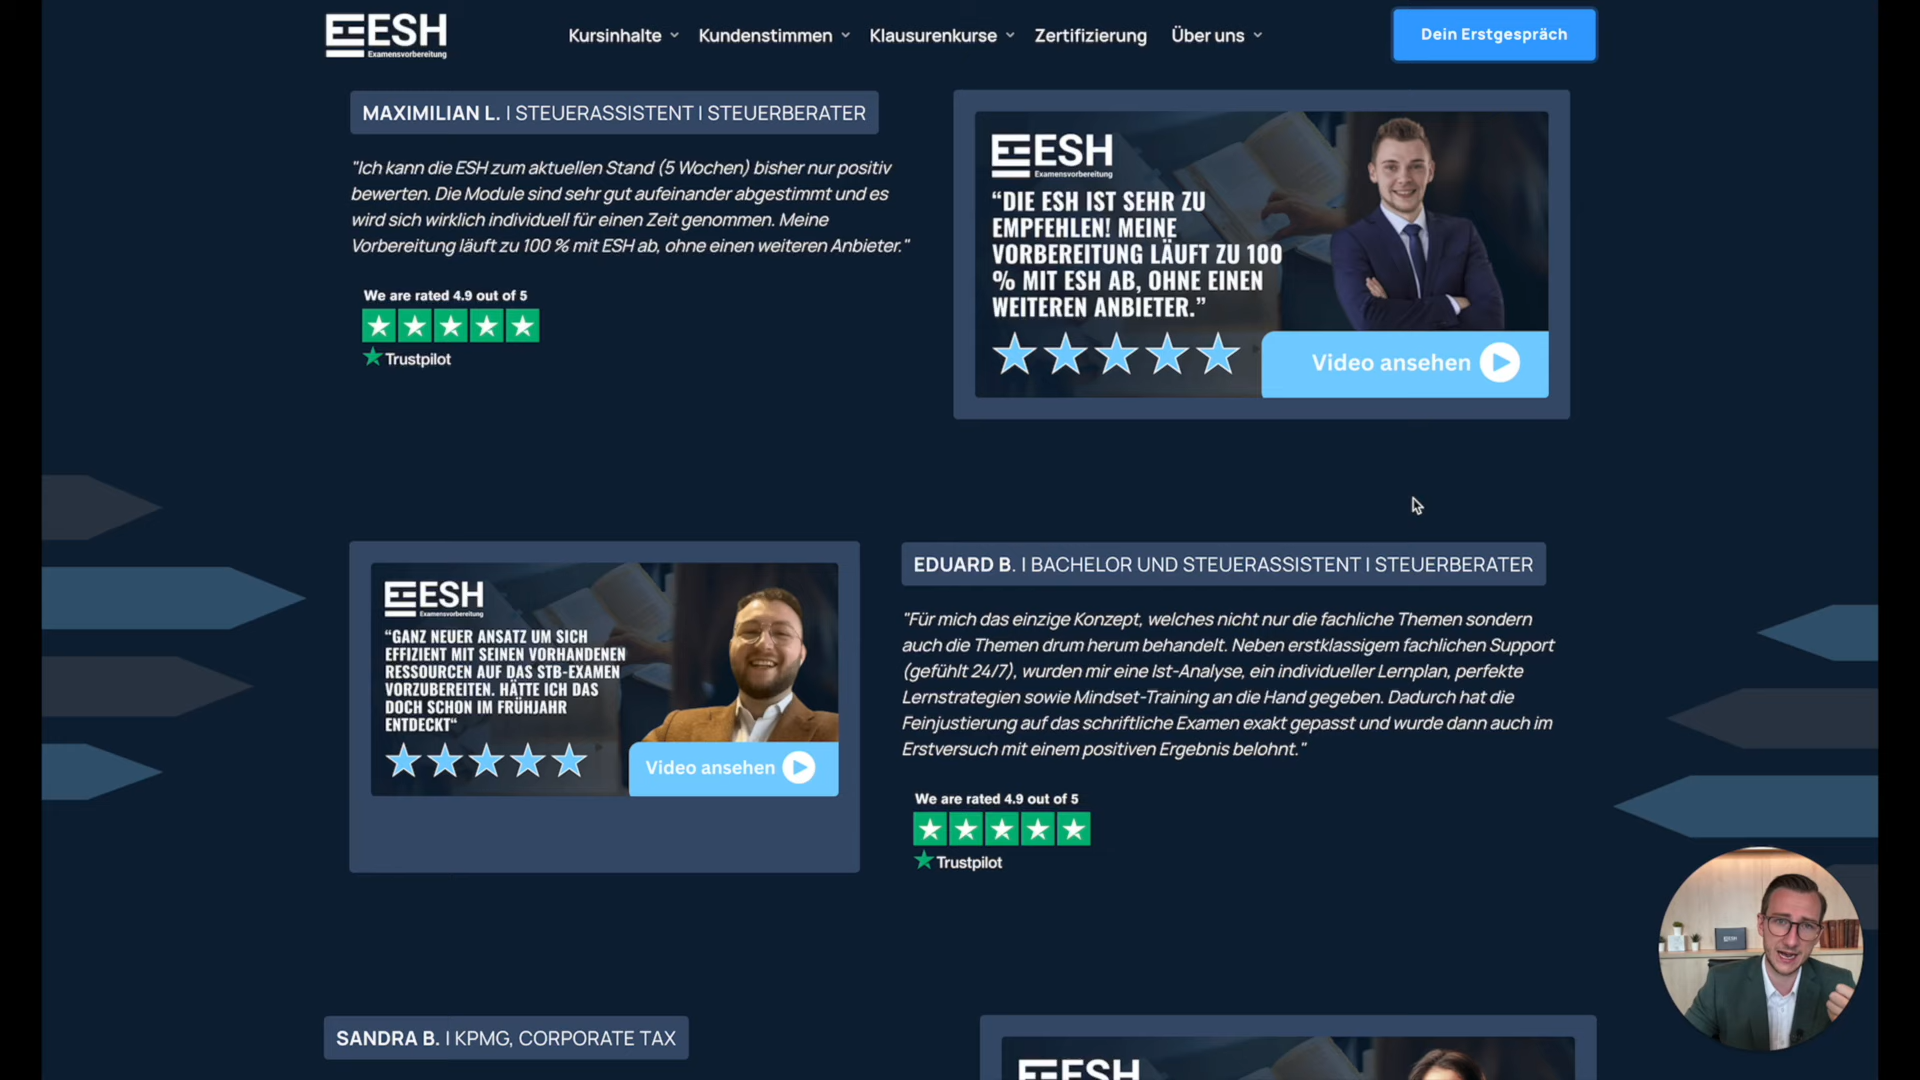 ESH
Examensvorbereitung
Kursinhalte
Kundenstimmen
Klausurenkurse
Zertifizierung
Über uns
Dein Erstgespräch
MAXIMILIAN L. | STEUERASSISTENT | STEUERBERATER
"Ich kann die ESH zum aktuellen Stand (5 Wochen) bisher nur positiv
bewerten. Die Module sind sehr gut aufeinander abgestimmt und es
wird sich wirklich individuell für einen Zeit genommen. Meine
Vorbereitung läuft zu 100 % mit ESH ab, ohne einen weiteren Anbieter."
We are rated 4.9 out of 5
Trustpilot
ESH
Examensvorbereitung
“DIE ESH IST SEHR ZU
EMPFEHLEN! MEINE
VORBEREITUNG LÄUFT ZU 100
% MIT ESH AB, OHNE EINEN
WEITEREN ANBIETER.”
Video ansehen
ESH
Examensvorbereitung
“GANZ NEUER ANSATZ UM SICH
EFFIZIENT MIT SEINEN VORHANDENEN
RESSOURCEN AUF DAS STB-EXAMEN
VORZUBEREITEN. HÄTTE ICH DAS
DOCH SCHON IM FRÜHJAHR
ENTDECKT“
Video ansehen
EDUARD B. | BACHELOR UND STEUERASSISTENT | STEUERBERATER
"Für mich das einzige Konzept, welches nicht nur die fachliche Themen sondern
auch die Themen drum herum behandelt. Neben erstklassigem fachlichen Support
(gefühlt 24/7), wurden mir eine Ist-Analyse, ein individueller Lernplan, perfekte
Lernstrategien sowie Mindset-Training an die Hand gegeben. Dadurch hat die
Feinjustierung auf das schriftliche Examen exakt gepasst und wurde dann auch im
Erstversuch mit einem positiven Ergebnis belohnt."
We are rated 4.9 out of 5
Trustpilot
SANDRA B. | KPMG, CORPORATE TAX
ESH